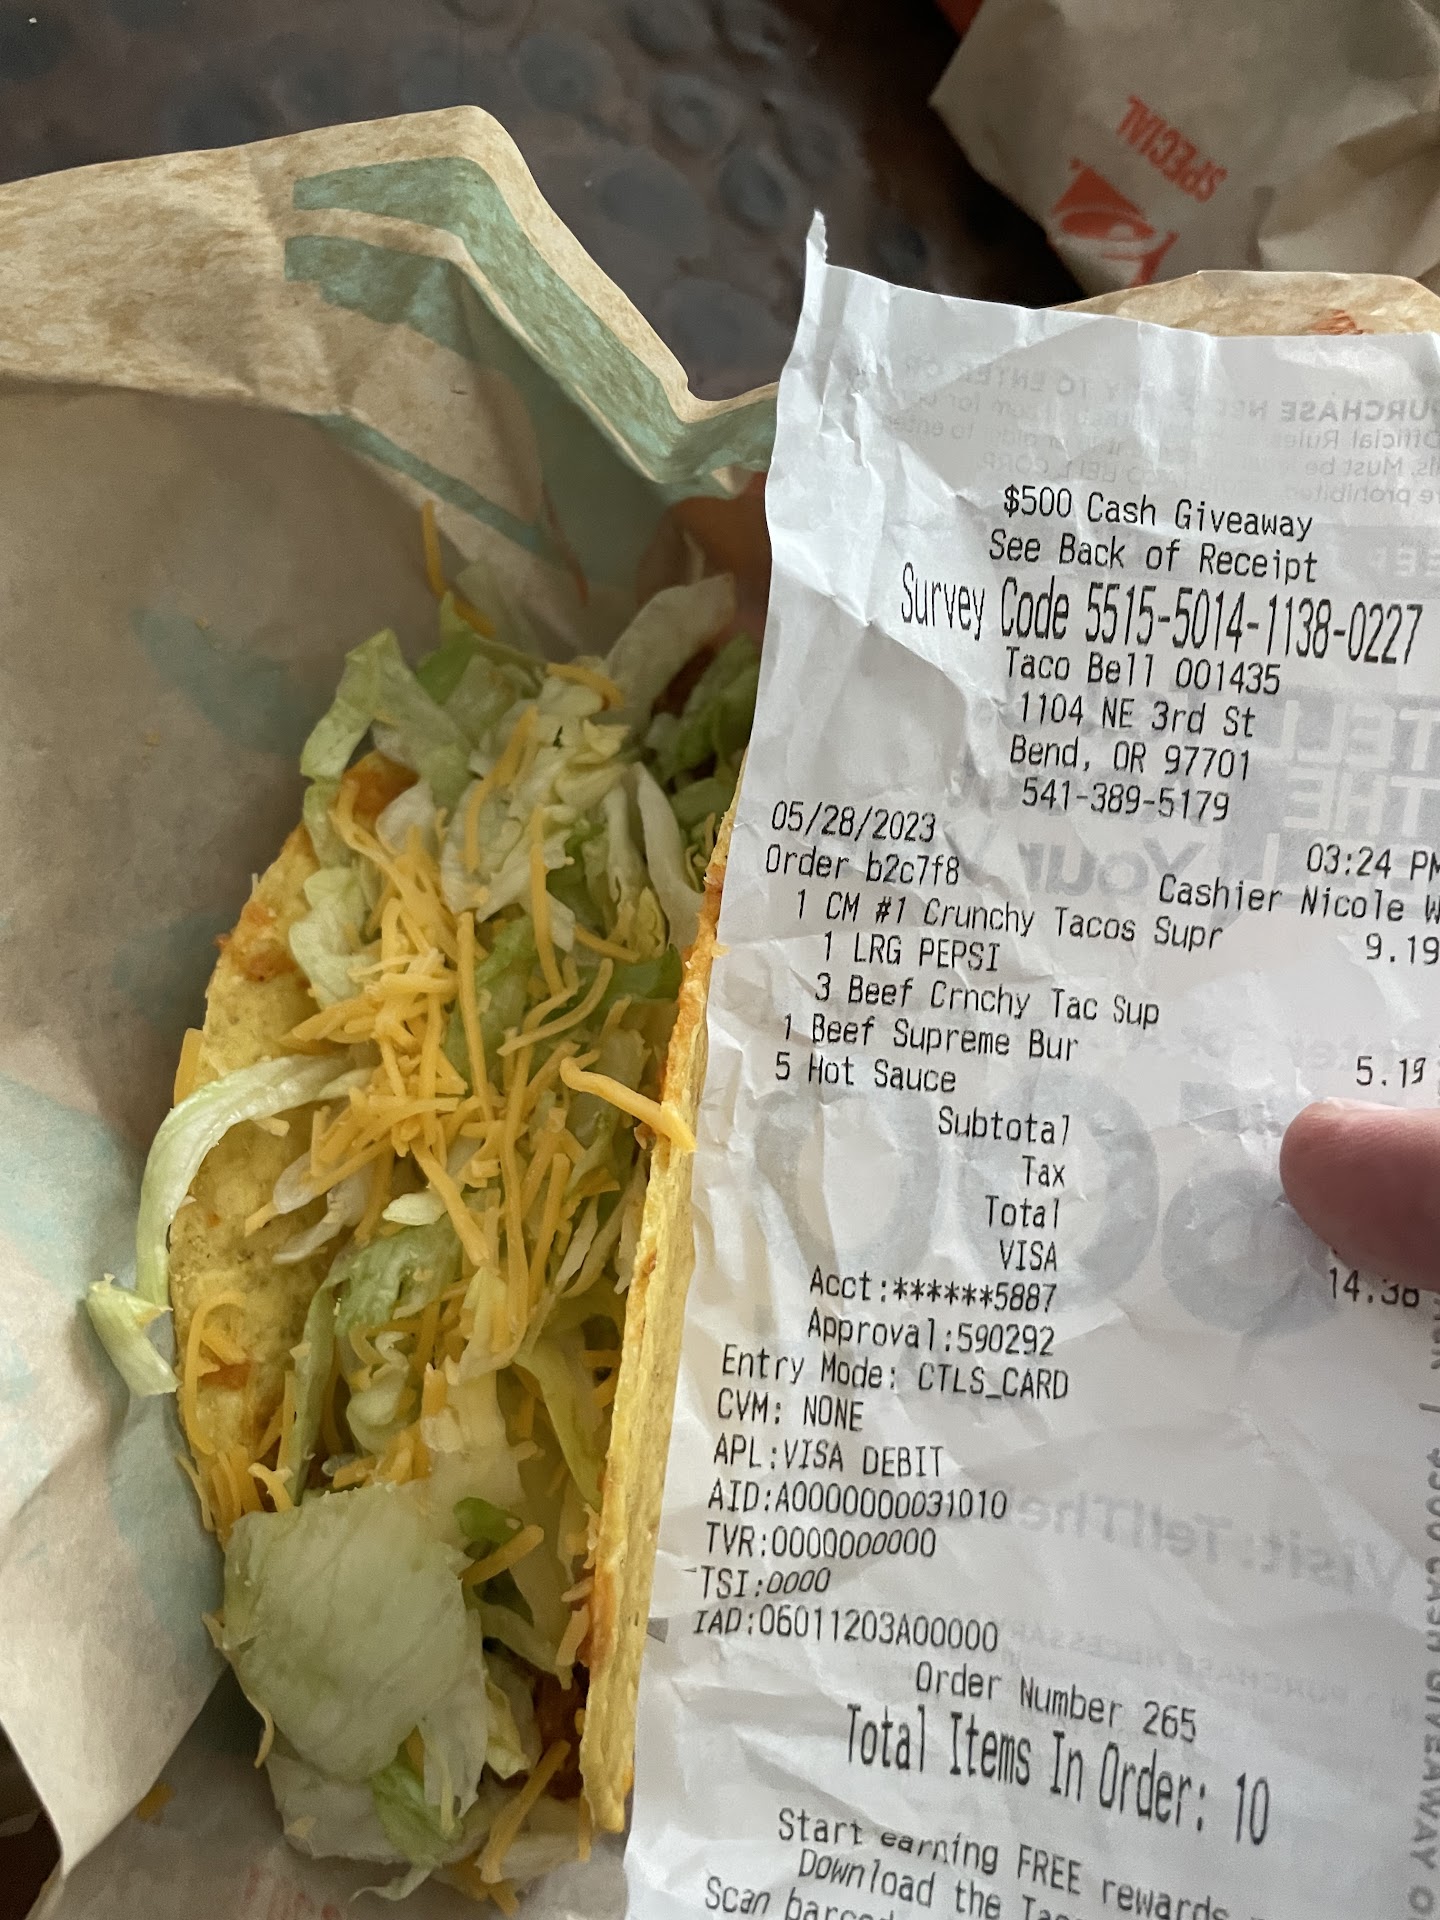 SPECIAL
$500 Cash Giveaway
See Back of Receipt
Survey Code 5515-5014-1138-0227
Taco Bell 001435
1104 NE 3rd St
Bend, OR 97701
541-389-5179
05/28/2023 03:24 PM
Order b2c7f8 Cashier Nicole W
1 CM #1 Crunchy Tacos Supr 9.19
1 LRG PEPSI
3 Beef Crnchy Tac Sup
1 Beef Supreme Bur 5.19
5 Hot Sauce
Subtotal
Tax
Total
VISA 14.38
Acct:******5887
Approval:590292
Entry Mode: CTLS_CARD
CVM: NONE
APL:VISA DEBIT
AID:A0000000031010
TVR:0000000000
TSI:0000
IAD:06011203A00000
Order Number 265
Total Items In Order: 10
Start earning FREE rewards
Download the
Scan